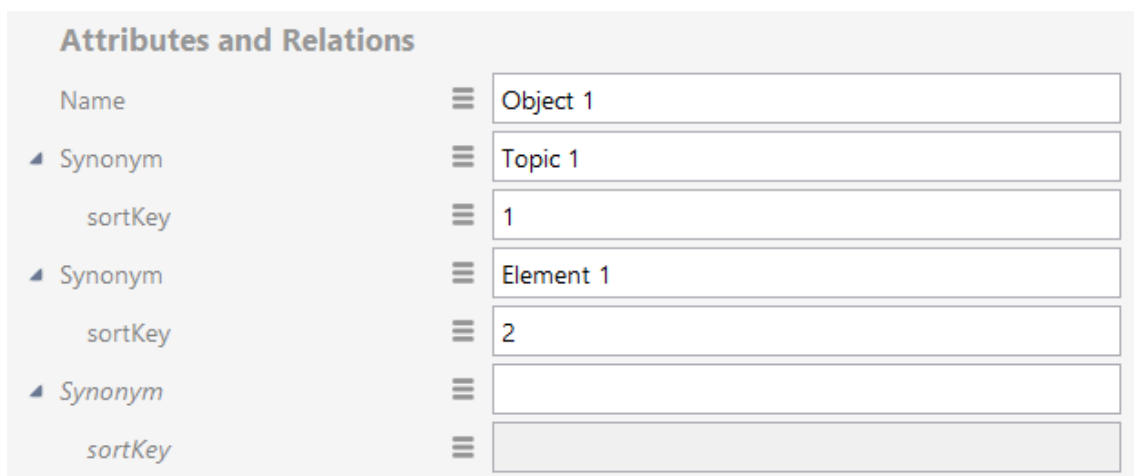 Attributes and Relations
Name Object 1
Synonym Topic 1
sortKey 1
Synonym Element 1
sortKey 2
Synonym
sortKey